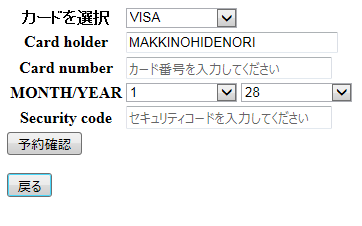 カードを選択 VISA
Card holder MAKKINOHIDENORI
Card number カード番号を入力してください
MONTH/YEAR 1 28
Security code セキュリティコードを入力してください
予約確認
戻る